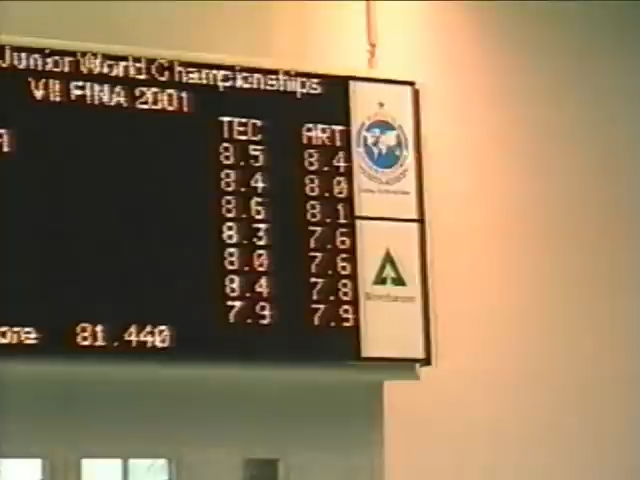 Junior World Championships
VII FINA 2001
TEC ART
8.5 8.4
8.4 8.0
8.6 8.1
8.3 7.6
8.0 7.6
8.4 7.8
7.9 7.9
ore 81.440